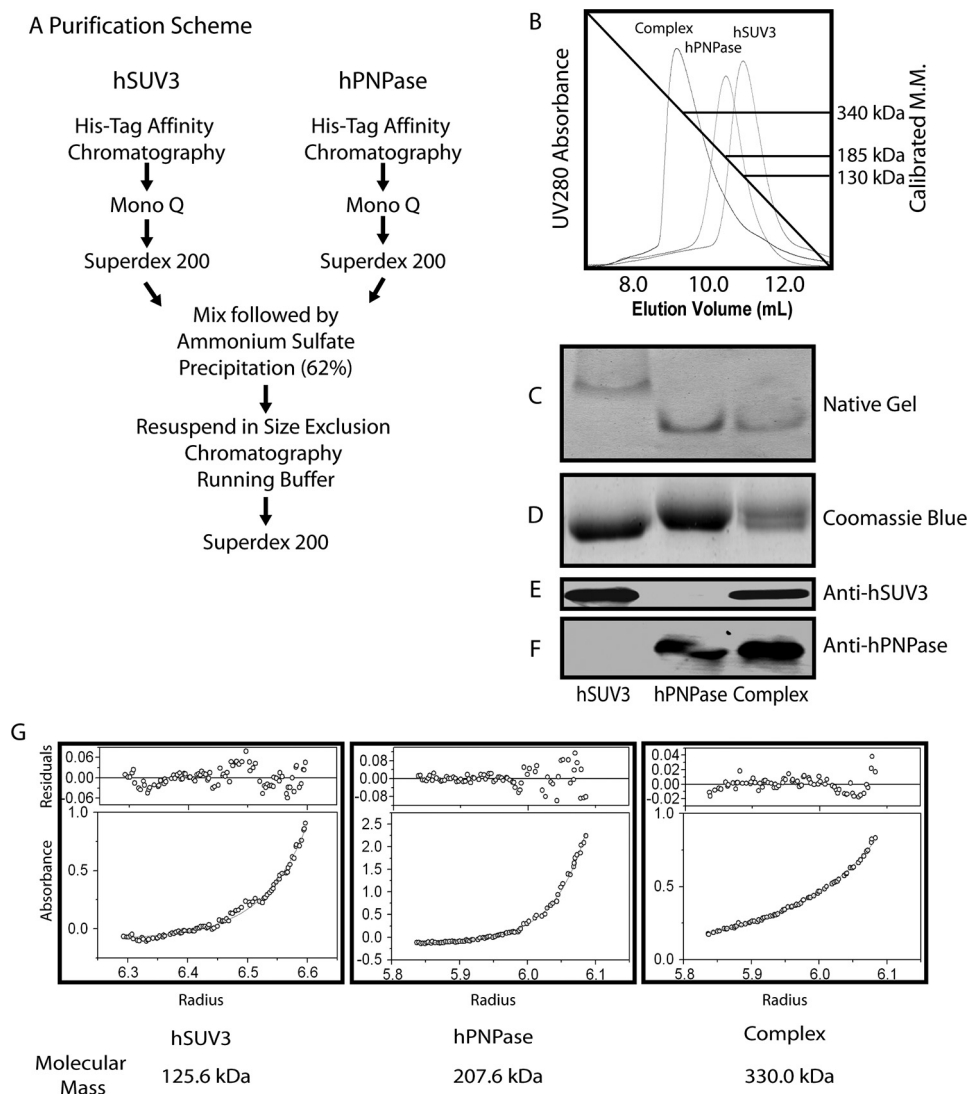 A Purification Scheme
hSUV3
hPNPase
His-Tag Affinity
Chromatography
His-Tag Affinity
Chromatography
Mono Q
Mono Q
Superdex 200
Superdex 200
Mix followed by
Ammonium Sulfate
Precipitation (62%)
Resuspend in Size Exclusion
Chromatography
Running Buffer
Superdex 200
B
UV280 Absorbance
Complex
hPNPase
hSUV3
340 kDa
185 kDa
130 kDa
Calibrated M.M.
8.0 10.0 12.0
Elution Volume (mL)
C
Native Gel
D
Coomassie Blue
E
Anti-hSUV3
F
Anti-hPNPase
hSUV3 hPNPase Complex
G
Residuals
0.06
0.00
-0.06
Absorbance
1.0
0.5
0.0
6.3 6.4 6.5 6.6
Radius
hSUV3
0.08
0.00
-0.08
2.5
2.0
1.5
1.0
0.5
0.0
-0.5
5.8 5.9 6.0 6.1
Radius
hPNPase
0.04
0.02
0.00
-0.02
1.0
0.5
0.0
5.8 5.9 6.0 6.1
Radius
Complex
Molecular
Mass
125.6 kDa
207.6 kDa
330.0 kDa